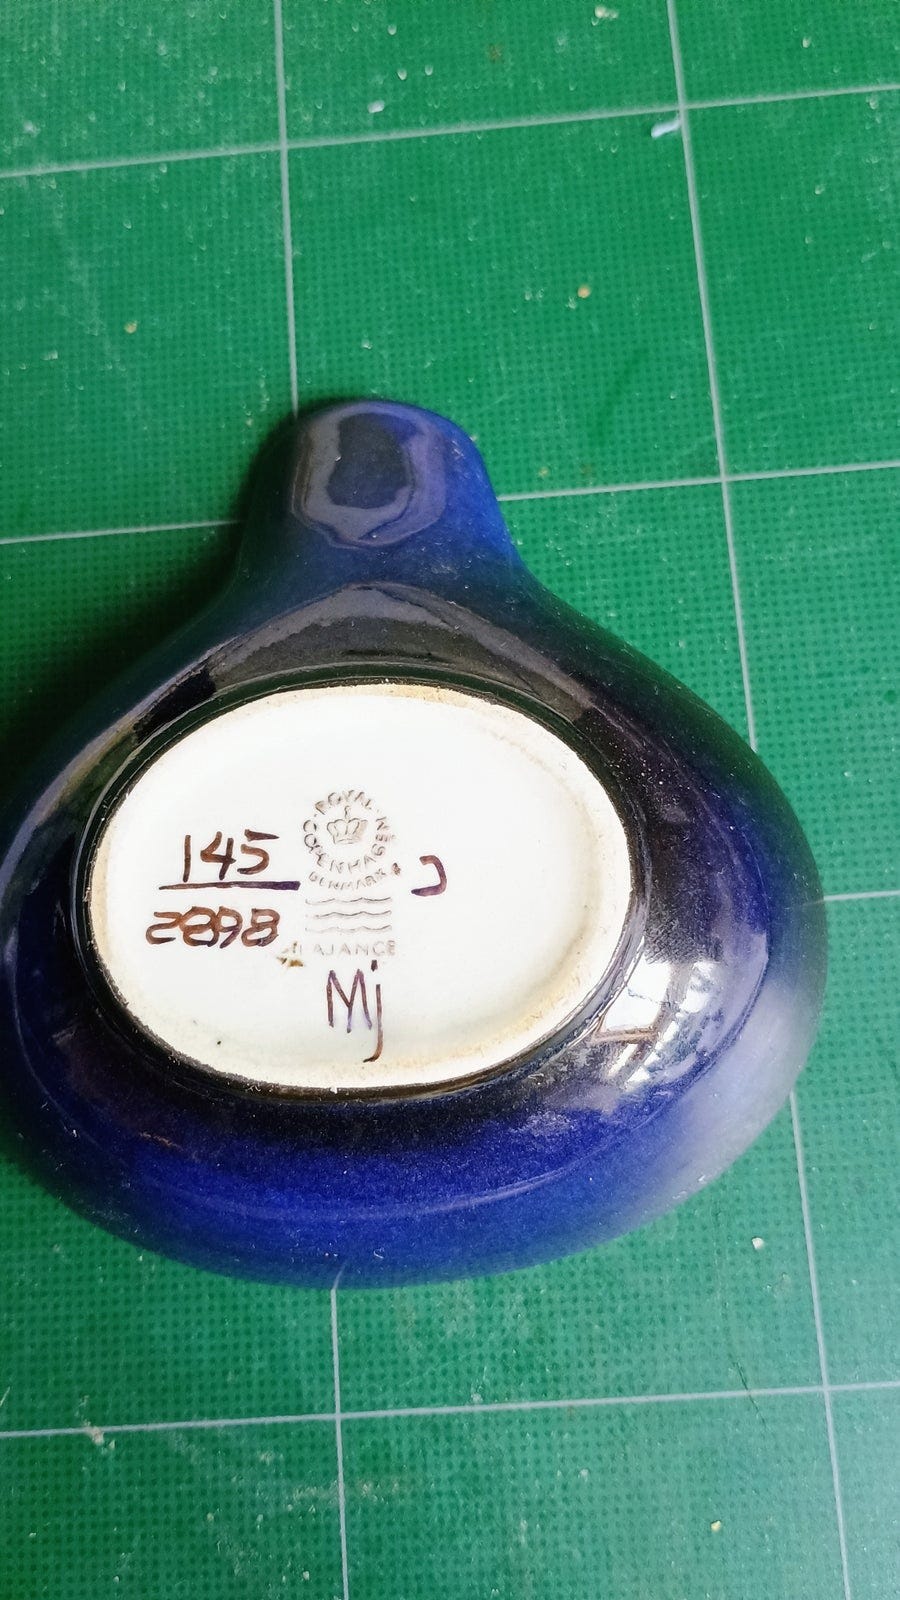 ROYAL COPENHAGEN
DENMARK
145
2898
FAJANCE
Mj